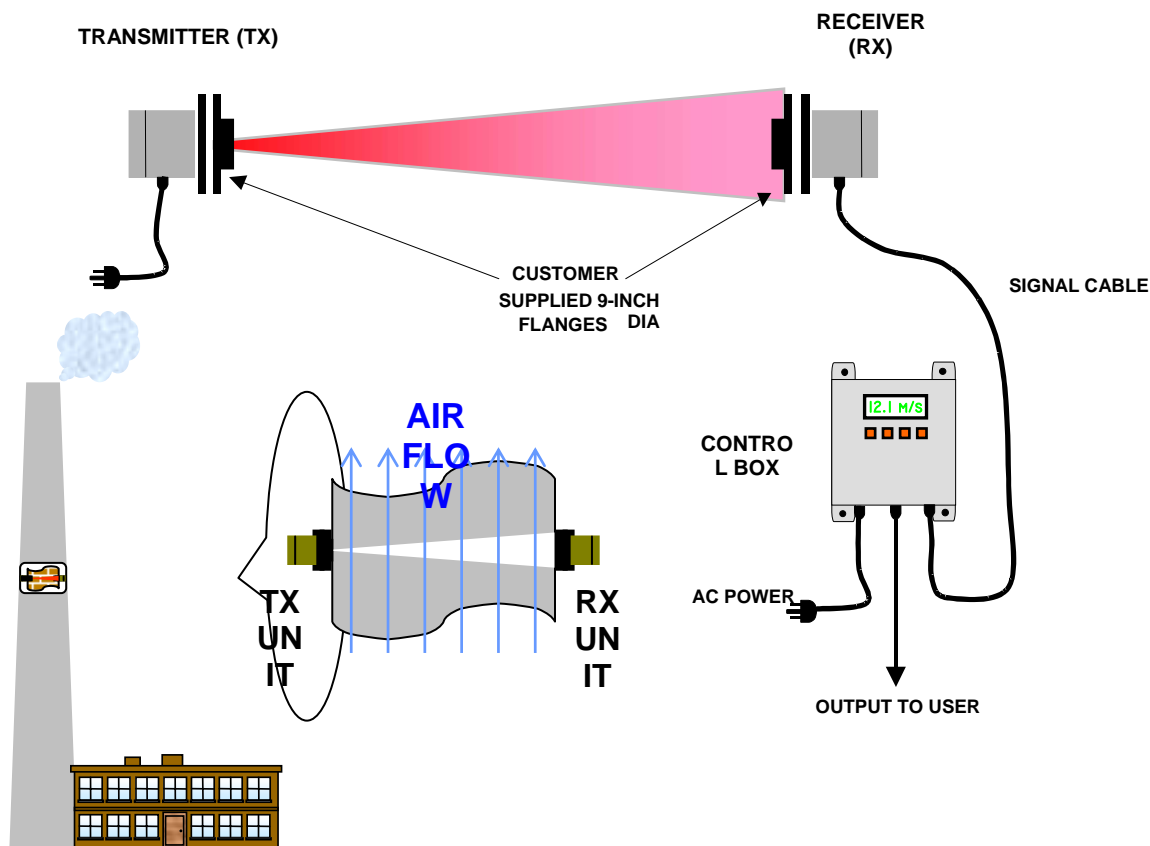 TRANSMITTER (TX)
RECEIVER
(RX)
CUSTOMER
SUPPLIED 9-INCH
FLANGES DIA
SIGNAL CABLE
12.1 M/S
AIR
FLO
W
CONTRO
L BOX
TX
UN
IT
RX
UN
IT
AC POWER
OUTPUT TO USER